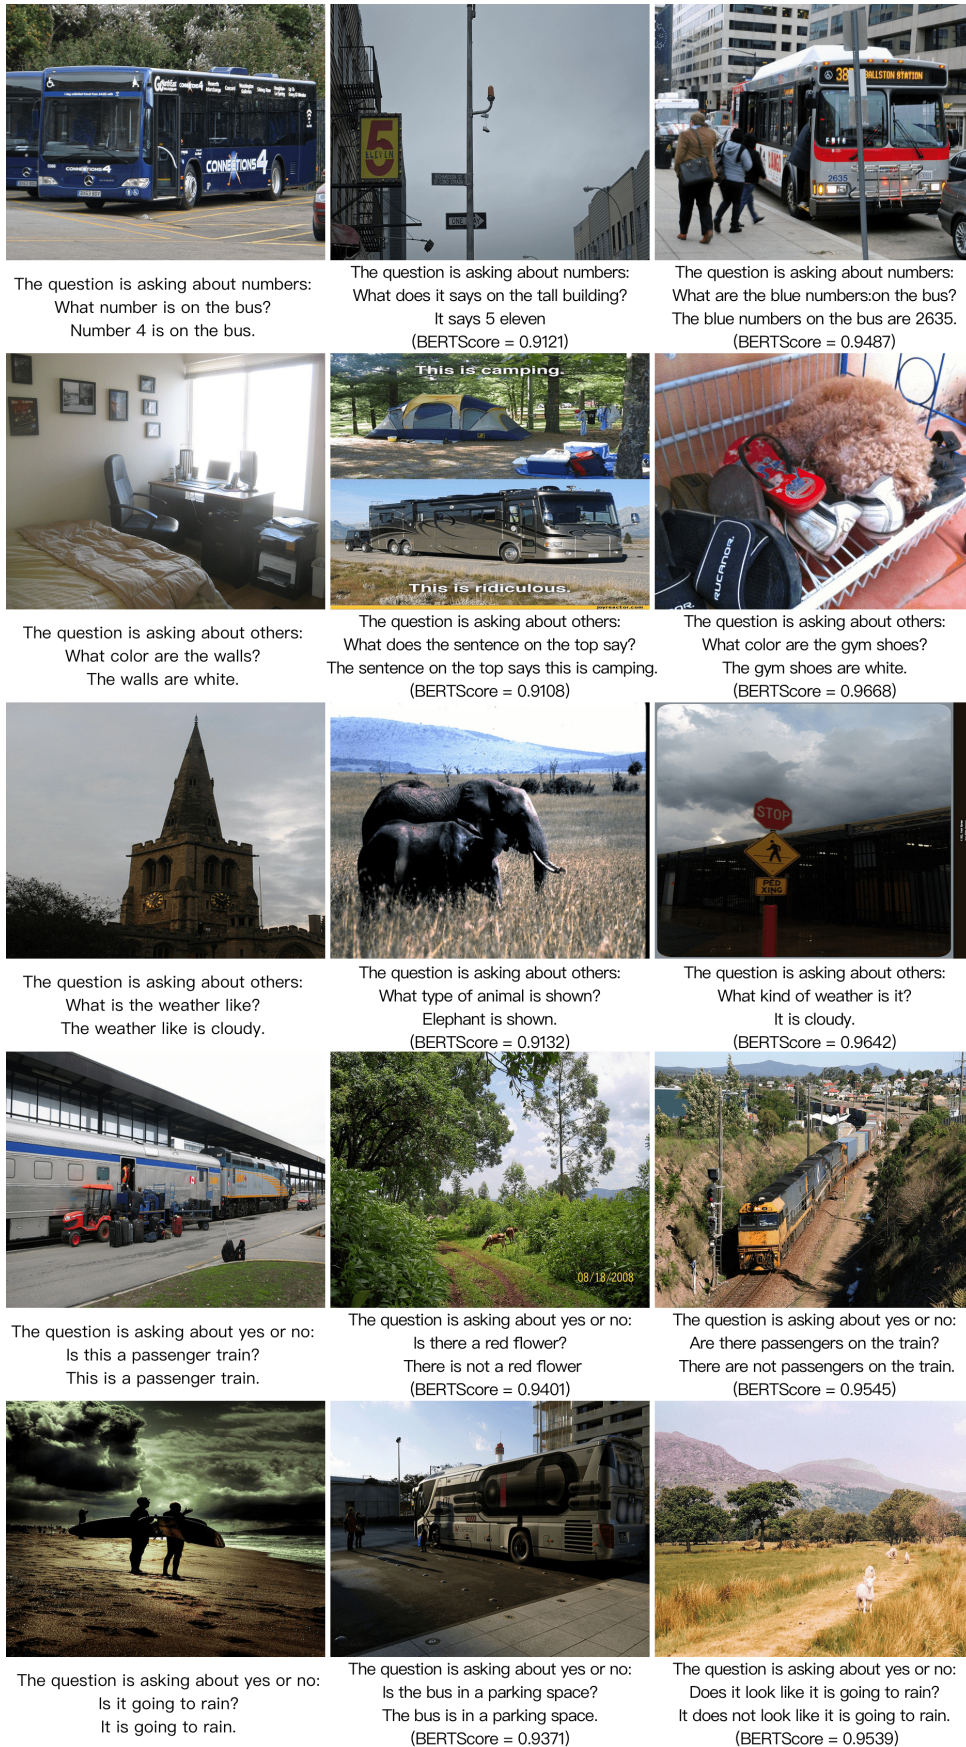 GO NorthEast CONNECTIONS4
CONNECTIONS 4
CONNECTIONS 4
5
ELEVEN
ONE WAY
38B BALLSTON STATION
2635
The question is asking about numbers:
What number is on the bus?
Number 4 is on the bus.
The question is asking about numbers:
What does it says on the tall building?
It says 5 eleven
(BERTScore = 0.9121)
The question is asking about numbers:
What are the blue numbers:on the bus?
The blue numbers on the bus are 2635.
(BERTScore = 0.9487)
This is camping.
This is ridiculous.
joyreactor.com
RUCANOR.
OR.
The question is asking about others:
What color are the walls?
The walls are white.
The question is asking about others:
What does the sentence on the top say?
The sentence on the top says this is camping.
(BERTScore = 0.9108)
The question is asking about others:
What color are the gym shoes?
The gym shoes are white.
(BERTScore = 0.9668)
STOP
PED
XING
The question is asking about others:
What is the weather like?
The weather like is cloudy.
The question is asking about others:
What type of animal is shown?
Elephant is shown.
(BERTScore = 0.9132)
The question is asking about others:
What kind of weather is it?
It is cloudy.
(BERTScore = 0.9642)
08/18/2008
The question is asking about yes or no:
Is this a passenger train?
This is a passenger train.
The question is asking about yes or no:
Is there a red flower?
There is not a red flower
(BERTScore = 0.9401)
The question is asking about yes or no:
Are there passengers on the train?
There are not passengers on the train.
(BERTScore = 0.9545)
The question is asking about yes or no:
Is it going to rain?
It is going to rain.
The question is asking about yes or no:
Is the bus in a parking space?
The bus is in a parking space.
(BERTScore = 0.9371)
The question is asking about yes or no:
Does it look like it is going to rain?
It does not look like it is going to rain.
(BERTScore = 0.9539)